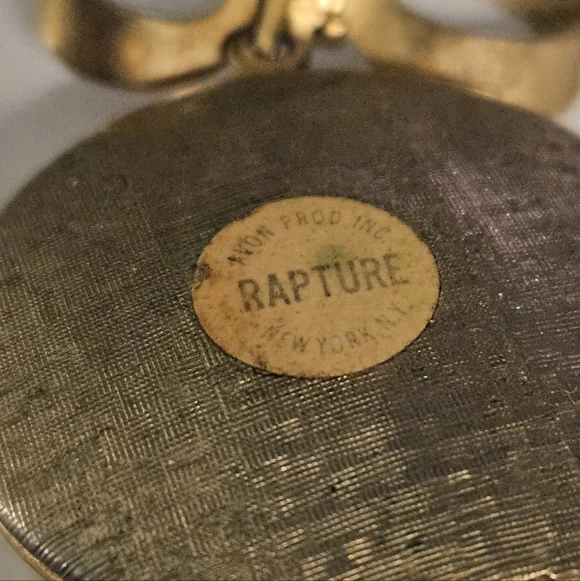 AVON PROD INC.
RAPTURE
NEW YORK, N.Y.